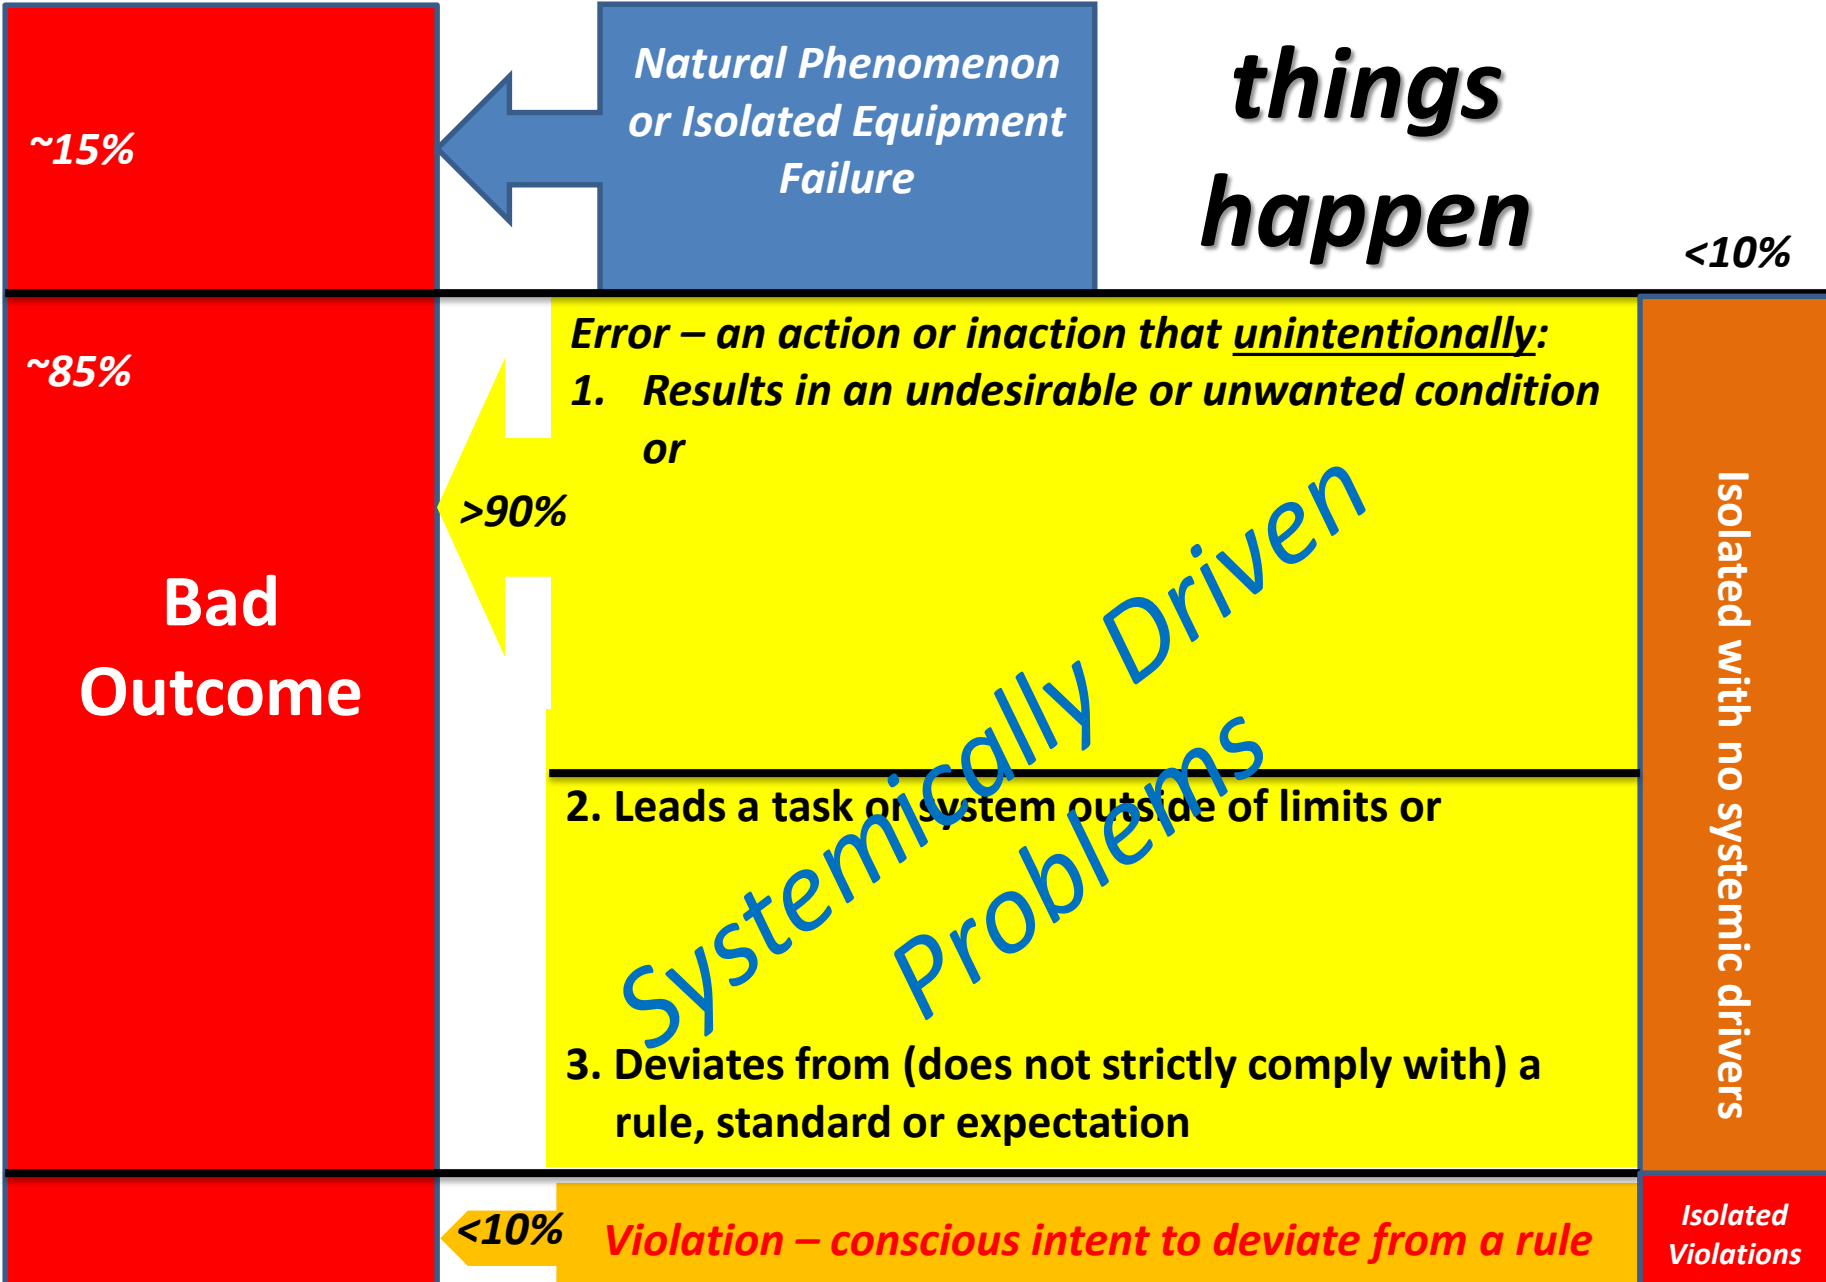 ~15%
Natural Phenomenon
or Isolated Equipment
Failure
things
happen
<10%
~85%
Bad
Outcome
>90%
Error – an action or inaction that unintentionally:
1. Results in an undesirable or unwanted condition
or
Systemically Driven
Problems
2. Leads a task or system outside of limits or
3. Deviates from (does not strictly comply with) a
rule, standard or expectation
Isolated with no systemic drivers
<10%
Violation – conscious intent to deviate from a rule
Isolated
Violations